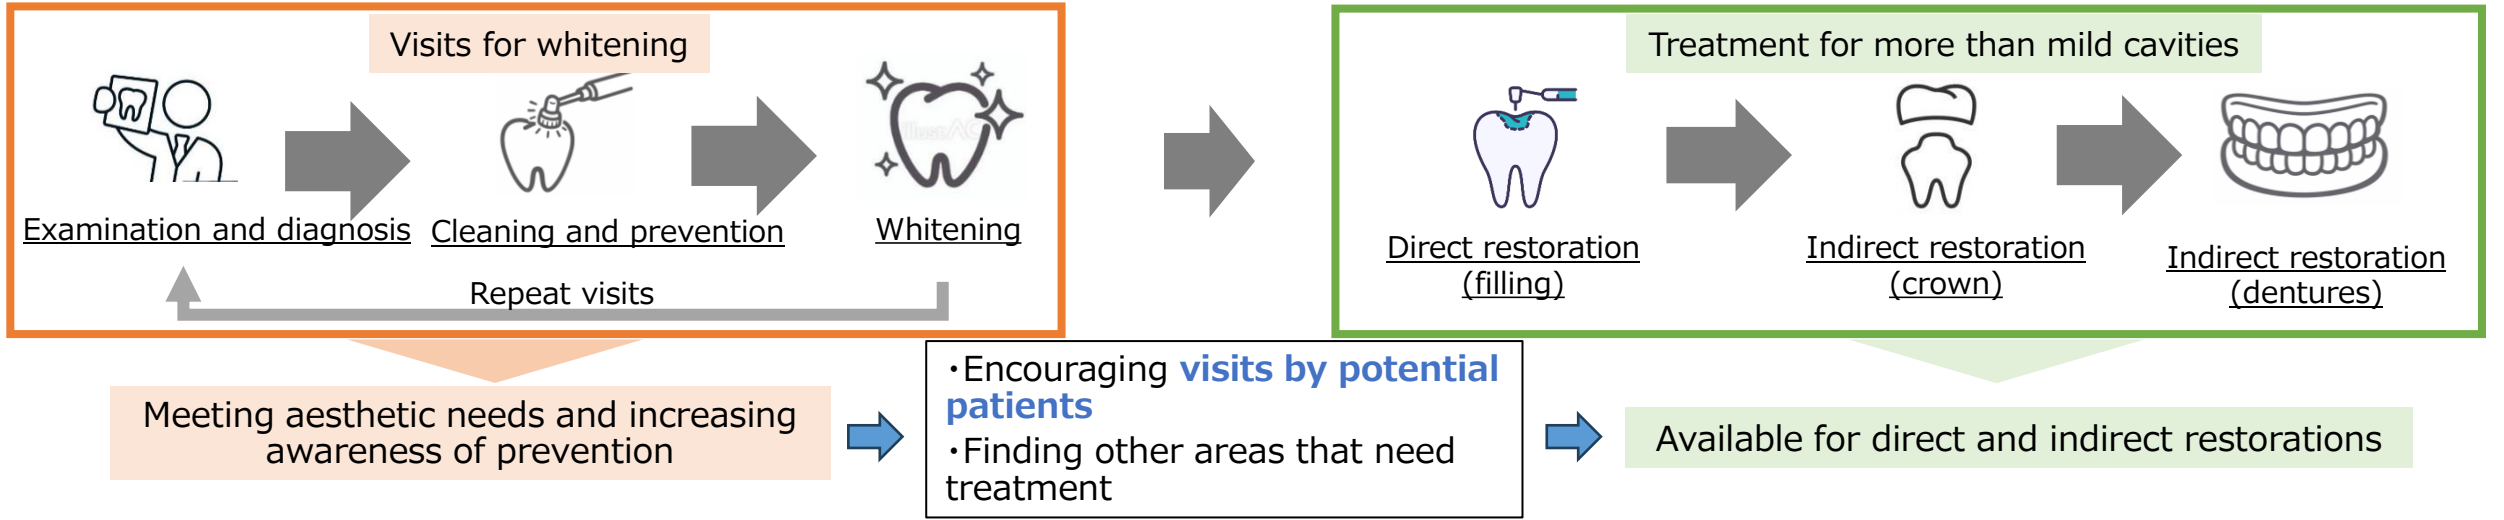 Visits for whitening
Examination and diagnosis
Cleaning and prevention
Whitening
Repeat visits
Treatment for more than mild cavities
Direct restoration
(filling)
Indirect restoration
(crown)
Indirect restoration
(dentures)
Meeting aesthetic needs and increasing
awareness of prevention
・Encouraging visits by potential
patients
・Finding other areas that need
treatment
Available for direct and indirect restorations